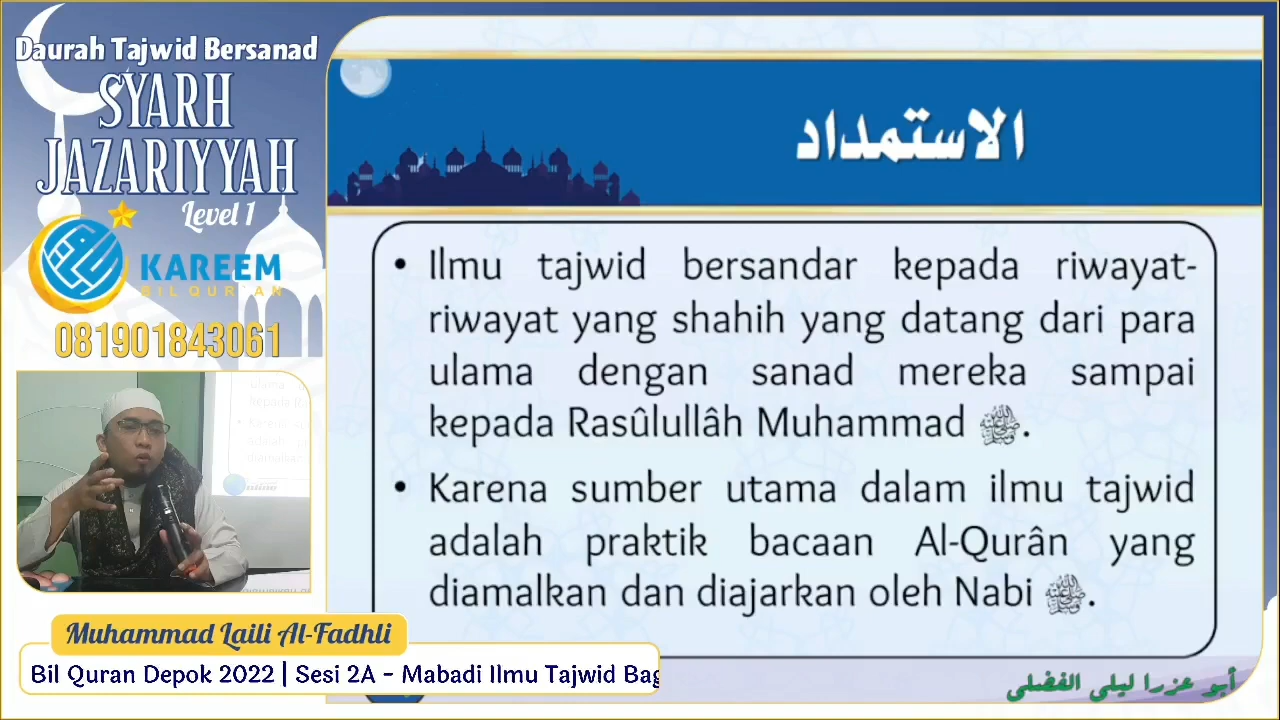 Daurah Tajwid Bersanad
SYARH
JAZARIYYAH
Level 1
KAREEM
BIL QUR'AN
081901843061
الاستمداد
• Ilmu tajwid bersandar kepada riwayat-
riwayat yang shahih yang datang dari para
ulama dengan sanad mereka sampai
kepada Rasûlullâh Muhammad ﷺ.
• Karena sumber utama dalam ilmu tajwid
adalah praktik bacaan Al-Qurân yang
diamalkan dan diajarkan oleh Nabi ﷺ.
Muhammad Laili Al-Fadhli
Bil Quran Depok 2022 | Sesi 2A - Mabadi Ilmu Tajwid Bag
أبو عزرا ليلى الفضلى